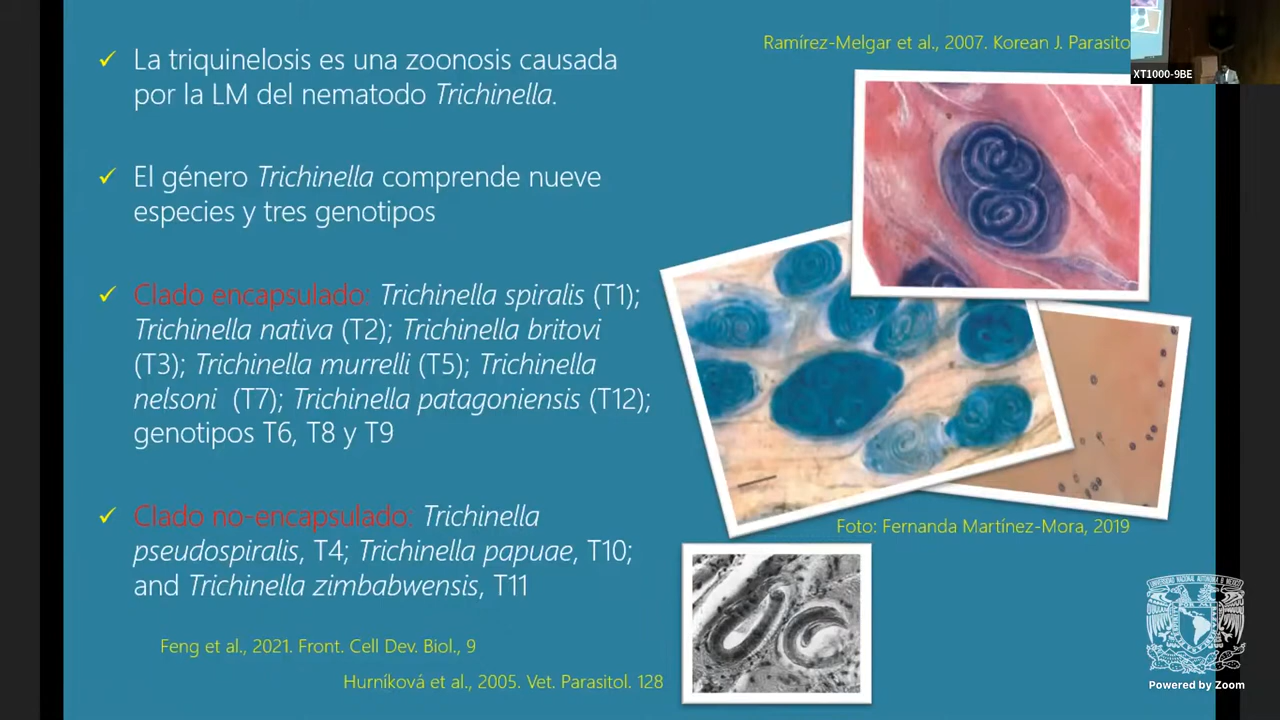 ✓ La triquinelosis es una zoonosis causada
por la LM del nematodo Trichinella.
✓ El género Trichinella comprende nueve
especies y tres genotipos
✓ Clado encapsulado: Trichinella spiralis (T1);
Trichinella nativa (T2); Trichinella britovi
(T3); Trichinella murrelli (T5); Trichinella
nelsoni (T7); Trichinella patagoniensis (T12);
genotipos T6, T8 y T9
✓ Clado no-encapsulado: Trichinella
pseudospiralis, T4; Trichinella papuae, T10;
and Trichinella zimbabwensis, T11
Feng et al., 2021. Front. Cell Dev. Biol., 9
Hurníková et al., 2005. Vet. Parasitol. 128
Ramírez-Melgar et al., 2007. Korean J. Parasito
XT1000-9BE
Foto: Fernanda Martínez-Mora, 2019
Powered by Zoom